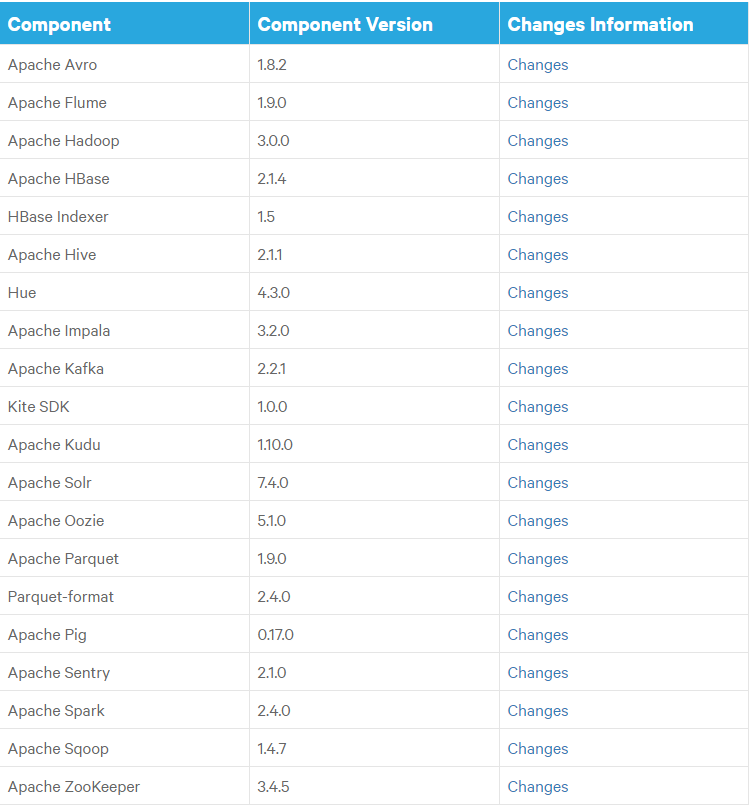 Component Component Version Changes Information
Apache Avro 1.8.2 Changes
Apache Flume 1.9.0 Changes
Apache Hadoop 3.0.0 Changes
Apache HBase 2.1.4 Changes
HBase Indexer 1.5 Changes
Apache Hive 2.1.1 Changes
Hue 4.3.0 Changes
Apache Impala 3.2.0 Changes
Apache Kafka 2.2.1 Changes
Kite SDK 1.0.0 Changes
Apache Kudu 1.10.0 Changes
Apache Solr 7.4.0 Changes
Apache Oozie 5.1.0 Changes
Apache Parquet 1.9.0 Changes
Parquet-format 2.4.0 Changes
Apache Pig 0.17.0 Changes
Apache Sentry 2.1.0 Changes
Apache Spark 2.4.0 Changes
Apache Sqoop 1.4.7 Changes
Apache ZooKeeper 3.4.5 Changes